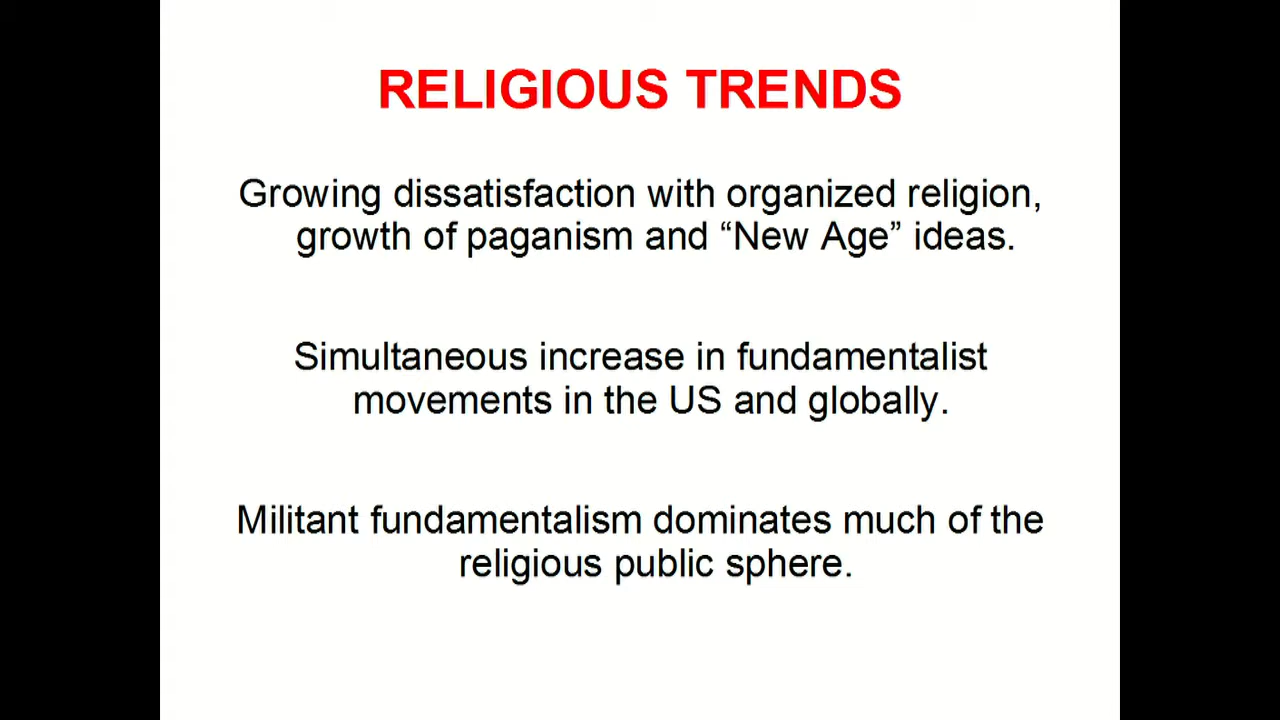 RELIGIOUS TRENDS
Growing dissatisfaction with organized religion,
growth of paganism and “New Age” ideas.
Simultaneous increase in fundamentalist
movements in the US and globally.
Militant fundamentalism dominates much of the
religious public sphere.